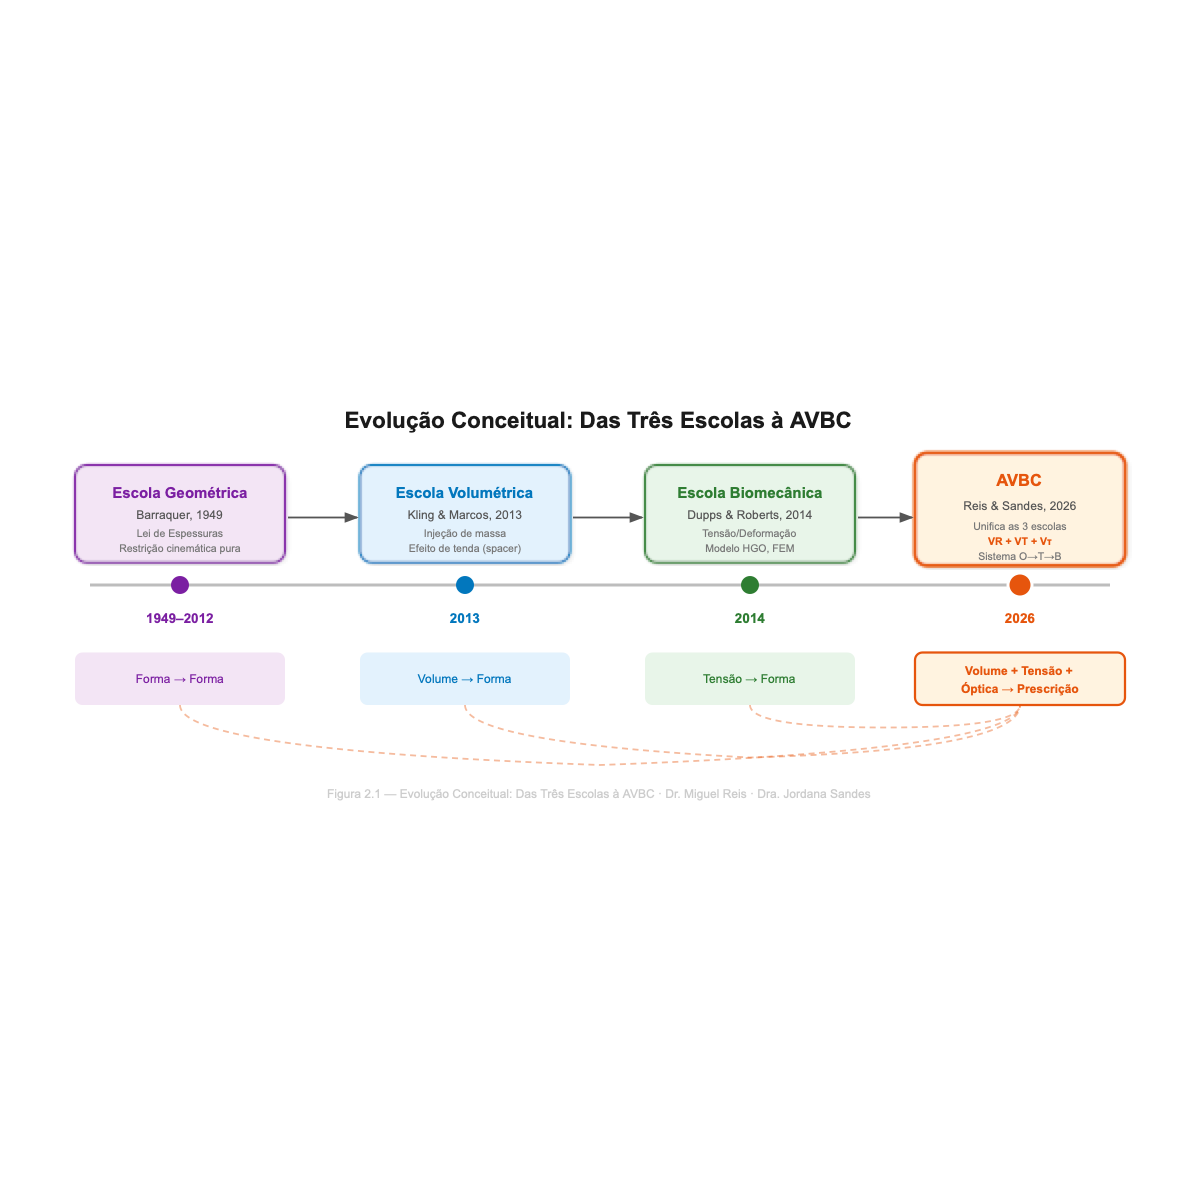 Evolução Conceitual: Das Três Escolas à AVBC
Escola Geométrica
Barraquer, 1949
Lei de Espessuras
Restrição cinemática pura
Escola Volumétrica
Kling & Marcos, 2013
Injeção de massa
Efeito de tenda (spacer)
Escola Biomecânica
Dupps & Roberts, 2014
Tensão/Deformação
Modelo HGO, FEM
AVBC
Reis & Sandes, 2026
Unifica as 3 escolas
VR + VT + Vτ
Sistema O→T→B
1949–2012
2013
2014
2026
Forma → Forma
Volume → Forma
Tensão → Forma
Volume + Tensão +
Óptica → Prescrição
Figura 2.1 — Evolução Conceitual: Das Três Escolas à AVBC · Dr. Miguel Reis · Dra. Jordana Sandes